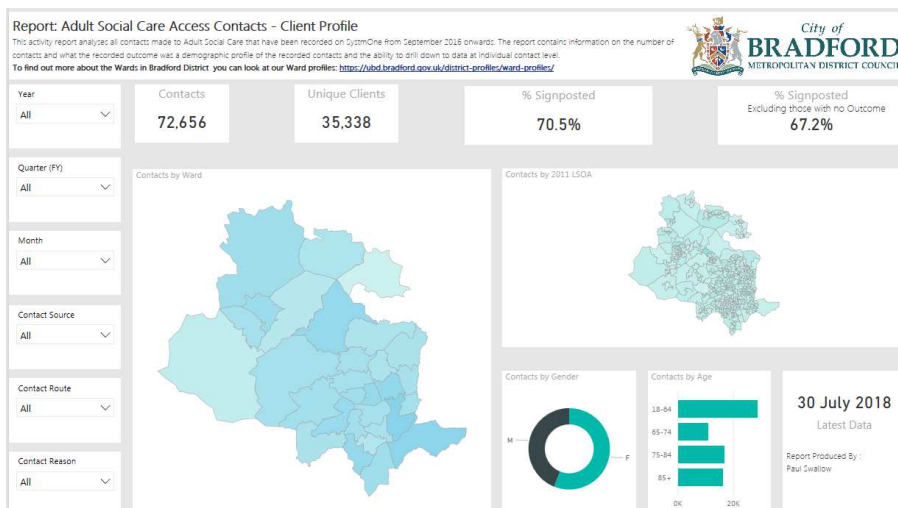 Report: Adult Social Care Access Contacts - Client Profile
This activity report analyses all contacts made to Adult Social Care that have been recorded on SystmOne from September 2016 onwards. The report contains information on the number of
contacts and what the recorded outcome was a demographic profile of the recorded contacts and the ability to drill down to data at individual contact level.
To find out more about the Wards in Bradford District you can look at our Ward profiles: https://ubd.bradford.gov.uk/district-profiles/ward-profiles/
City of
BRADFORD
METROPOLITAN DISTRICT COUNCIL
Year
All
Contacts
72,656
Unique Clients
35,338
% Signposted
70.5%
% Signposted
Excluding those with no Outcome
67.2%
Quarter (FY)
All
Month
All
Contact Source
All
Contact Route
All
Contact Reason
All
Contacts by Ward
Contacts by 2011 LSOA
Contacts by Gender
M
F
Contacts by Age
18-64
65-74
75-84
85+
0K
20K
30 July 2018
Latest Data
Report Produced By :
Paul Swallow